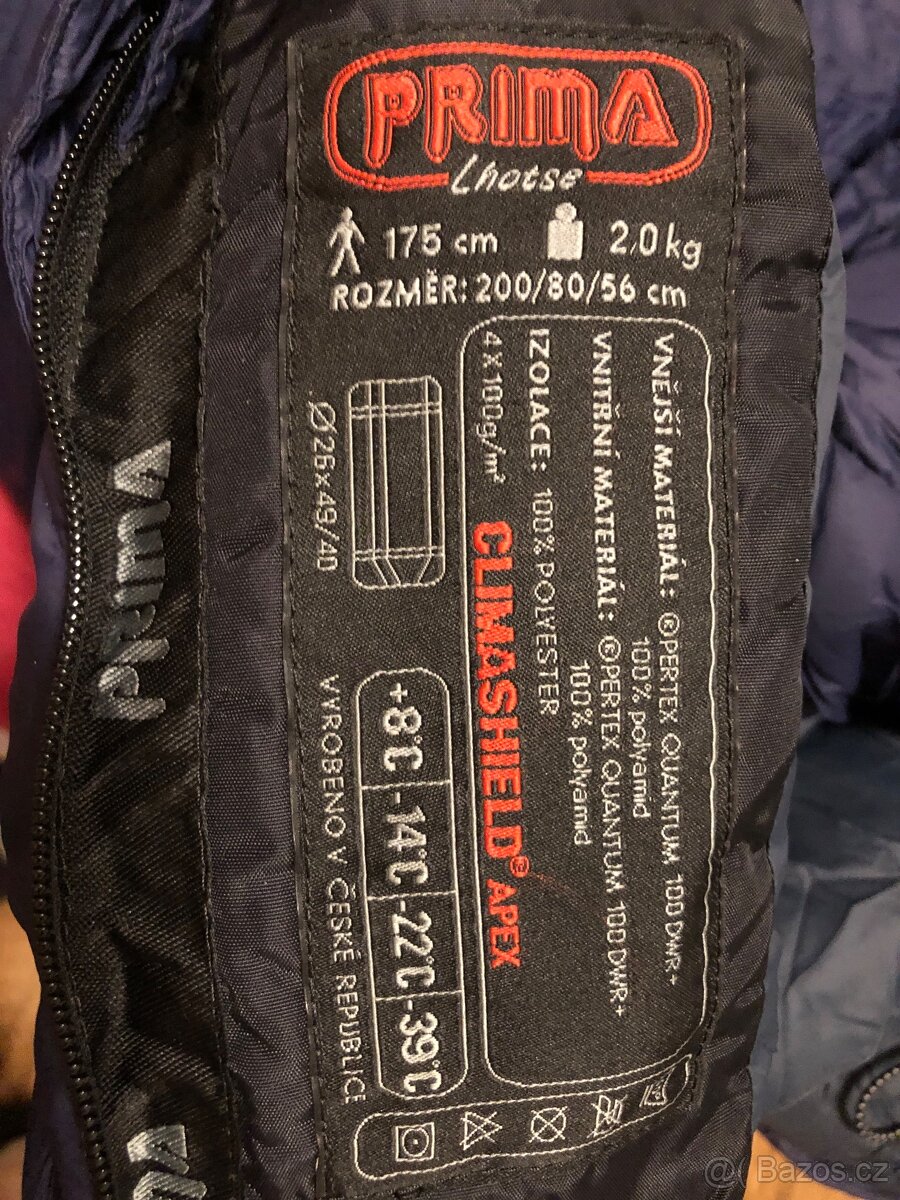 PRIMA
Lhotse
175 cm 2.0 kg
ROZMĚR: 200/80/56 cm
VNĚJŠÍ MATERIÁL: ®PERTEX QUANTUM 100 DWR+
100% polyamid
VNITŘNÍ MATERIÁL: ®PERTEX QUANTUM 100 DWR+
100% polyamid
IZOLACE: 100% POLYESTER
4 x 100g/m² CLIMASHIELD® APEX
Ø26x49/40
+8°C -14°C -22°C -39°C
VYROBENO V ČESKÉ REPUBLICE
prima
@ Bazos.cz